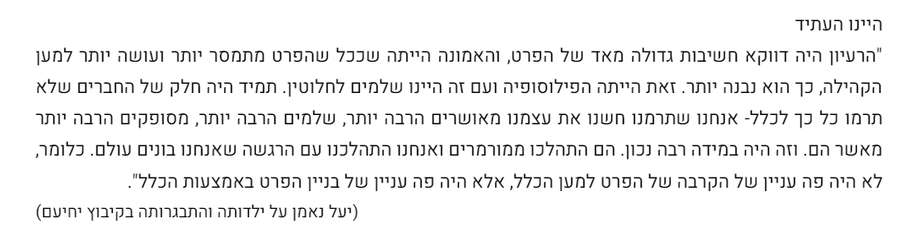 היינו העתיד
"הרעיון היה דווקא חשיבות גדולה מאד של הפרט, והאמונה הייתה שככל שהפרט מתמסר יותר ועושה יותר למען
הקהילה, כך הוא נבנה יותר. זאת הייתה הפילוסופיה ועם זה היינו שלמים לחלוטין. תמיד היה חלק של החברים שלא
תרמו כל כך לכלל- אנחנו שתרמנו חשנו את עצמנו מאושרים הרבה יותר, שלמים הרבה יותר, מסופקים הרבה יותר
מאשר הם. וזה היה במידה רבה נכון. הם התהלכו ממורמרים ואנחנו התהלכנו עם הרגשה שאנחנו בונים עולם. כלומר,
לא היה פה עניין של הקרבה של הפרט למען הכלל, אלא היה פה עניין של בניין הפרט באמצעות הכלל".
(יעל נאמן על ילדותה והתבגרותה בקיבוץ יחיעם)